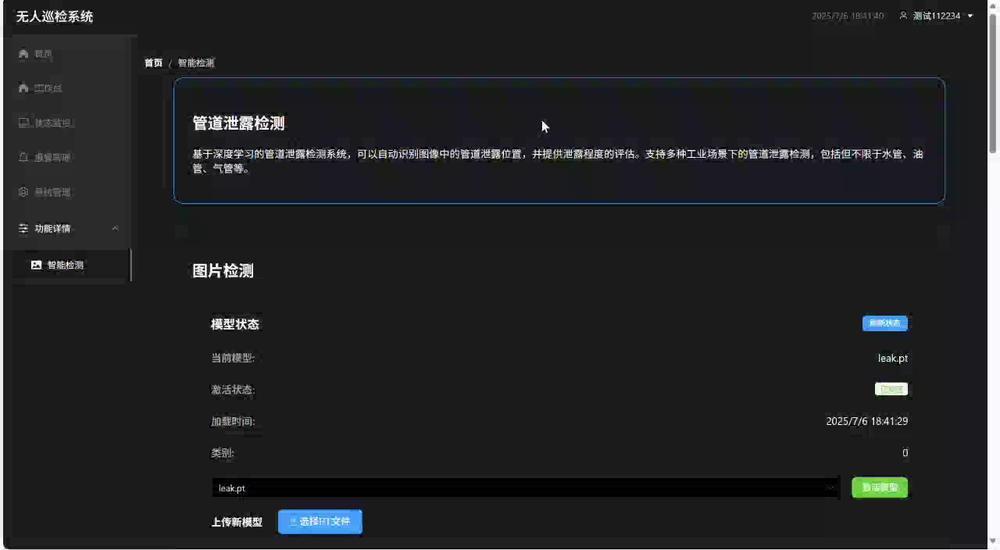 无人巡检系统
2025/7/6 18:41:40
测试112234
首页
工作台
状态监控
报警管理
系统管理
功能详情
智能检测
首页 / 智能检测
管道泄露检测
基于深度学习的管道泄露检测系统，可以自动识别图像中的管道泄露位置，并提供泄露程度的评估。支持多种工业场景下的管道泄露检测，包括但不限于水管、油
管、气管等。
图片检测
模型状态
刷新状态
当前模型:
leak.pt
激活状态:
加载时间:
2025/7/6 18:41:29
类别:
0
leak.pt
激活模型
上传新模型
选择PT文件